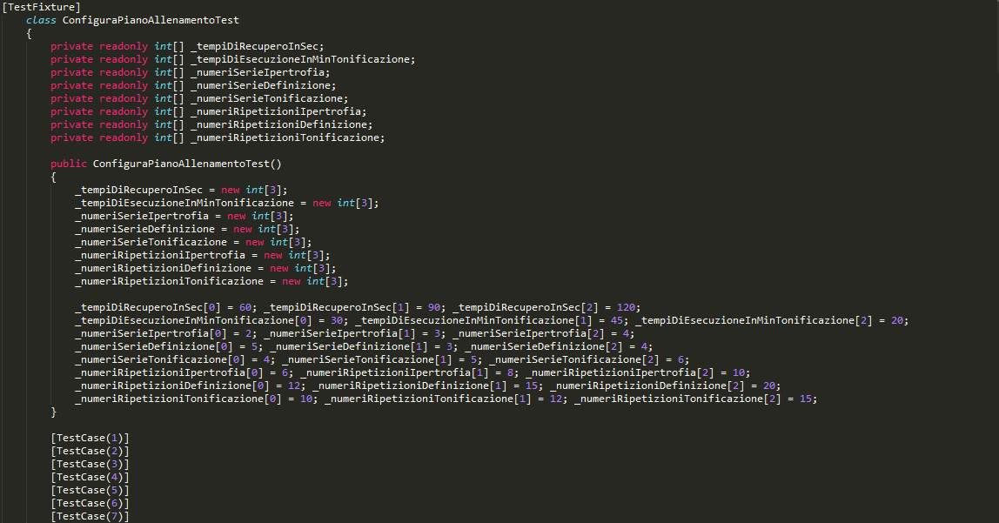 [TestFixture]
class ConfiguraPianoAllenamentoTest
{
private readonly int[] _tempiDiRecuperoInSec;
private readonly int[] _tempiDiEsecuzioneInMinTonificazione;
private readonly int[] _numeriSerieIpertrofia;
private readonly int[] _numeriSerieDefinizione;
private readonly int[] _numeriSerieTonificazione;
private readonly int[] _numeriRipetizioniIpertrofia;
private readonly int[] _numeriRipetizioniDefinizione;
private readonly int[] _numeriRipetizioniTonificazione;
public ConfiguraPianoAllenamentoTest()
{
_tempiDiRecuperoInSec = new int[3];
_tempiDiEsecuzioneInMinTonificazione = new int[3];
_numeriSerieIpertrofia = new int[3];
_numeriSerieDefinizione = new int[3];
_numeriSerieTonificazione = new int[3];
_numeriRipetizioniIpertrofia = new int[3];
_numeriRipetizioniDefinizione = new int[3];
_numeriRipetizioniTonificazione = new int[3];
_tempiDiRecuperoInSec[0] = 60; _tempiDiRecuperoInSec[1] = 90; _tempiDiRecuperoInSec[2] = 120;
_tempiDiEsecuzioneInMinTonificazione[0] = 30; _tempiDiEsecuzioneInMinTonificazione[1] = 45; _tempiDiEsecuzioneInMinTonificazione[2] = 20;
_numeriSerieIpertrofia[0] = 2; _numeriSerieIpertrofia[1] = 3; _numeriSerieIpertrofia[2] = 4;
_numeriSerieDefinizione[0] = 5; _numeriSerieDefinizione[1] = 3; _numeriSerieDefinizione[2] = 4;
_numeriSerieTonificazione[0] = 4; _numeriSerieTonificazione[1] = 5; _numeriSerieTonificazione[2] = 6;
_numeriRipetizioniIpertrofia[0] = 6; _numeriRipetizioniIpertrofia[1] = 8; _numeriRipetizioniIpertrofia[2] = 10;
_numeriRipetizioniDefinizione[0] = 12; _numeriRipetizioniDefinizione[1] = 15; _numeriRipetizioniDefinizione[2] = 20;
_numeriRipetizioniTonificazione[0] = 10; _numeriRipetizioniTonificazione[1] = 12; _numeriRipetizioniTonificazione[2] = 15;
}
[TestCase(1)]
[TestCase(2)]
[TestCase(3)]
[TestCase(4)]
[TestCase(5)]
[TestCase(6)]
[TestCase(7)]